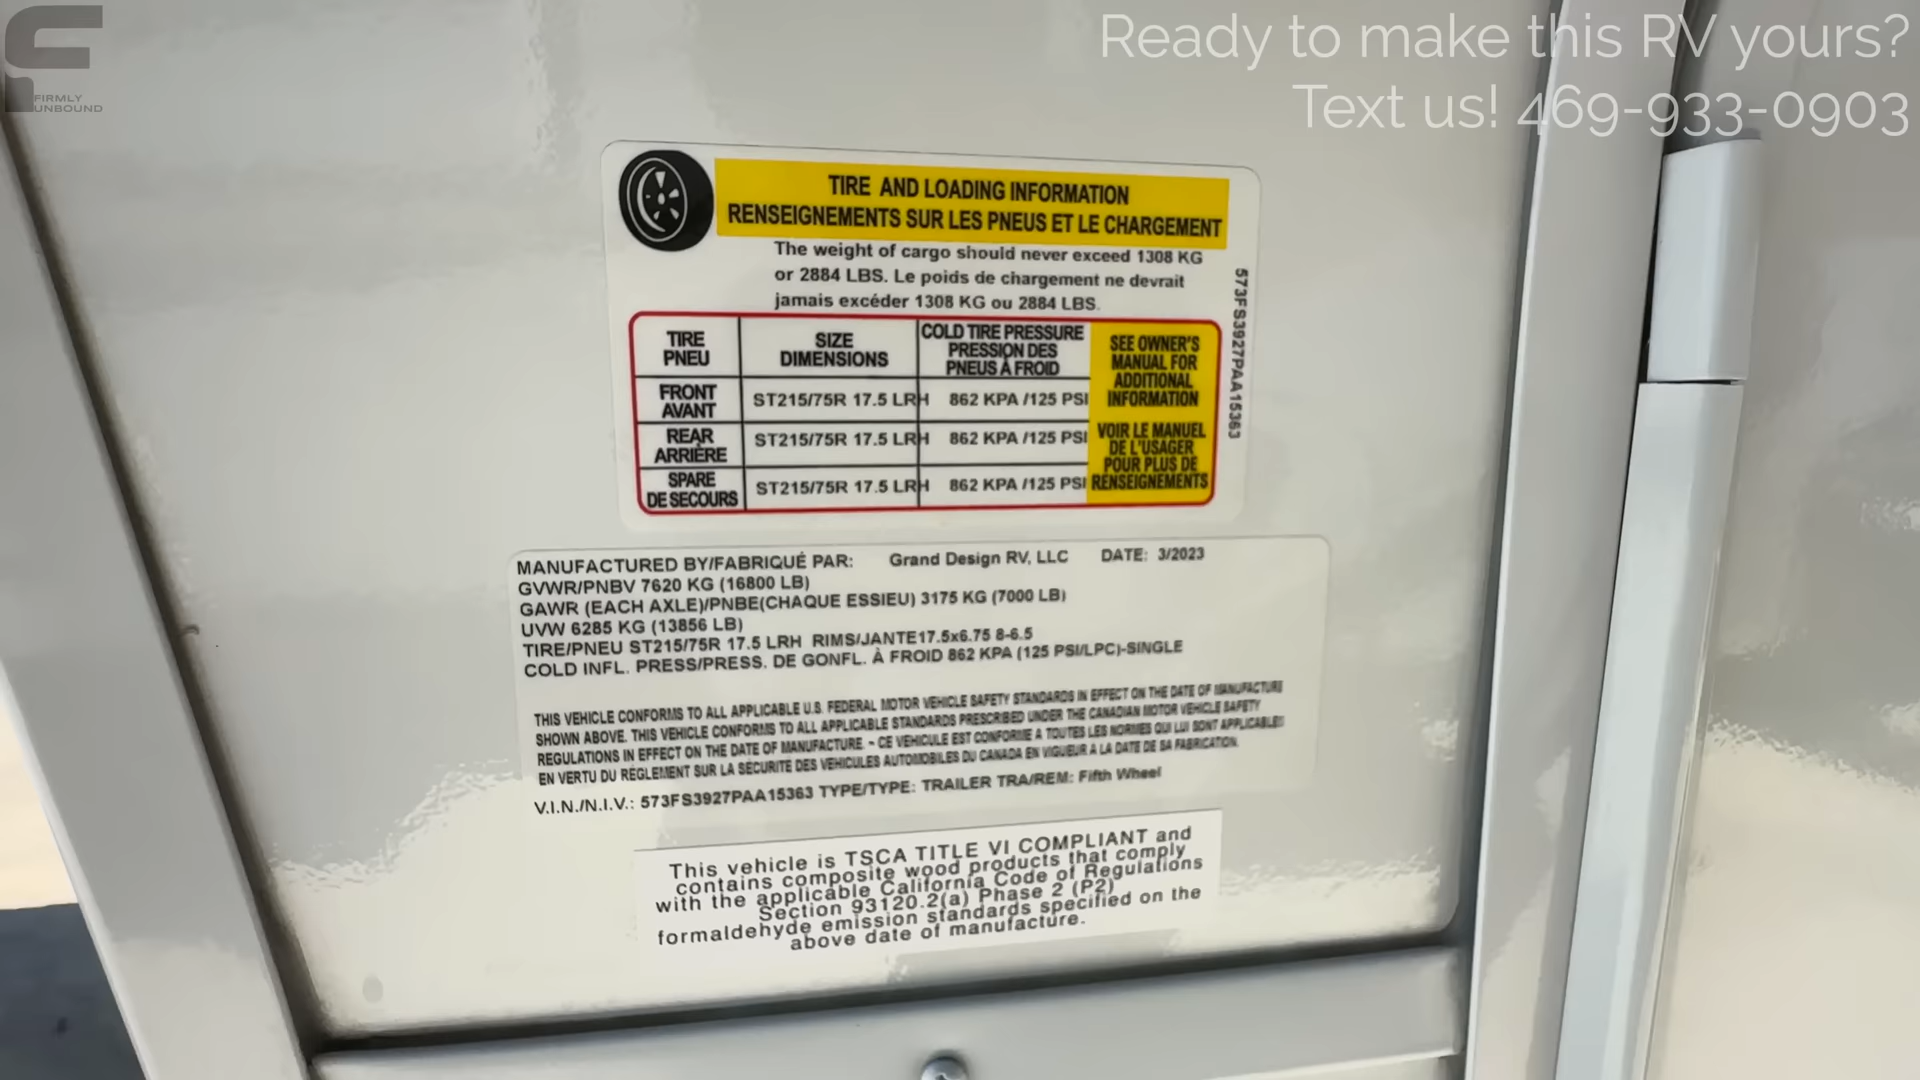 FIRMLY
UNBOUND
Ready to make this RV yours?
Text us! 469-933-0903
TIRE AND LOADING INFORMATION
RENSEIGNEMENTS SUR LES PNEUS ET LE CHARGEMENT
The weight of cargo should never exceed 1308 KG
or 2884 LBS. Le poids de chargement ne devrait
jamais excéder 1308 KG ou 2884 LBS.
573FS3927PAA15363
TIRE
PNEU
SIZE
DIMENSIONS
COLD TIRE PRESSURE
PRESSION DES
PNEUS À FROID
FRONT
AVANT
ST215/75R 17.5 LRH
862 KPA /125 PSI
REAR
ARRIÈRE
ST215/75R 17.5 LRH
862 KPA /125 PSI
SPARE
DE SECOURS
ST215/75R 17.5 LRH
862 KPA /125 PSI
SEE OWNER'S
MANUAL FOR
ADDITIONAL
INFORMATION
VOIR LE MANUEL
DE L'USAGER
POUR PLUS DE
RENSEIGNEMENTS
MANUFACTURED BY/FABRIQUÉ PAR: Grand Design RV, LLC DATE: 3/2023
GVWR/PNBV 7620 KG (16800 LB)
GAWR (EACH AXLE)/PNBE(CHAQUE ESSIEU) 3175 KG (7000 LB)
UVW 6285 KG (13856 LB)
TIRE/PNEU ST215/75R 17.5 LRH RIMS/JANTE17.5x6.75 8-6.5
COLD INFL. PRESS/PRESS. DE GONFL. À FROID 862 KPA (125 PSI/LPC)-SINGLE
THIS VEHICLE CONFORMS TO ALL APPLICABLE U.S. FEDERAL MOTOR VEHICLE SAFETY STANDARDS IN EFFECT ON THE DATE OF MANUFACTURE
SHOWN ABOVE. THIS VEHICLE CONFORMS TO ALL APPLICABLE STANDARDS PRESCRIBED UNDER THE CANADIAN MOTOR VEHICLE SAFETY
REGULATIONS IN EFFECT ON THE DATE OF MANUFACTURE. - CE VEHICULE EST CONFORME A TOUTES LES NORMES QUI LUI SONT APPLICABLES
EN VERTU DU RÉGLEMENT SUR LA SÉCURITÉ DES VEHICULES AUTOMOBILES DU CANADA EN VIGUEUR A LA DATE DE SA FABRICATION.
V.I.N./N.I.V.: 573FS3927PAA15363 TYPE/TYPE: TRAILER TRA/REM: Fifth Wheel
This vehicle is TSCA TITLE VI COMPLIANT and
contains composite wood products that comply
with the applicable California Code of Regulations
Section 93120.2(a) Phase 2 (P2)
formaldehyde emission standards specified on the
above date of manufacture.